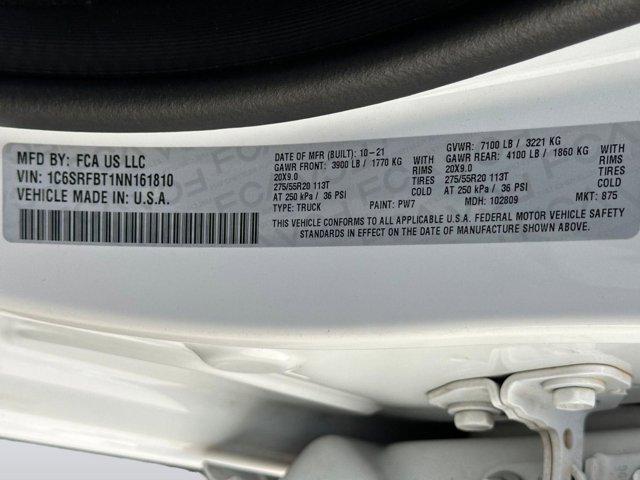 MFD BY: FCA US LLC
VIN: 1C6SRFBT1NN161810
VEHICLE MADE IN: U.S.A.
DATE OF MFR (BUILT): 10-21 GVWR: 7100 LB / 3221 KG
GAWR FRONT: 3900 LB / 1770 KG WITH GAWR REAR: 4100 LB / 1860 KG WITH
20X9.0 RIMS 20X9.0 RIMS
275/55R20 113T TIRES 275/55R20 113T TIRES
AT 250 kPa / 36 PSI COLD AT 250 kPa / 36 PSI COLD
TYPE: TRUCK PAINT: PW7 MDH: 102809 MKT: 875
THIS VEHICLE CONFORMS TO ALL APPLICABLE U.S.A. FEDERAL MOTOR VEHICLE SAFETY
STANDARDS IN EFFECT ON THE DATE OF MANUFACTURE SHOWN ABOVE.